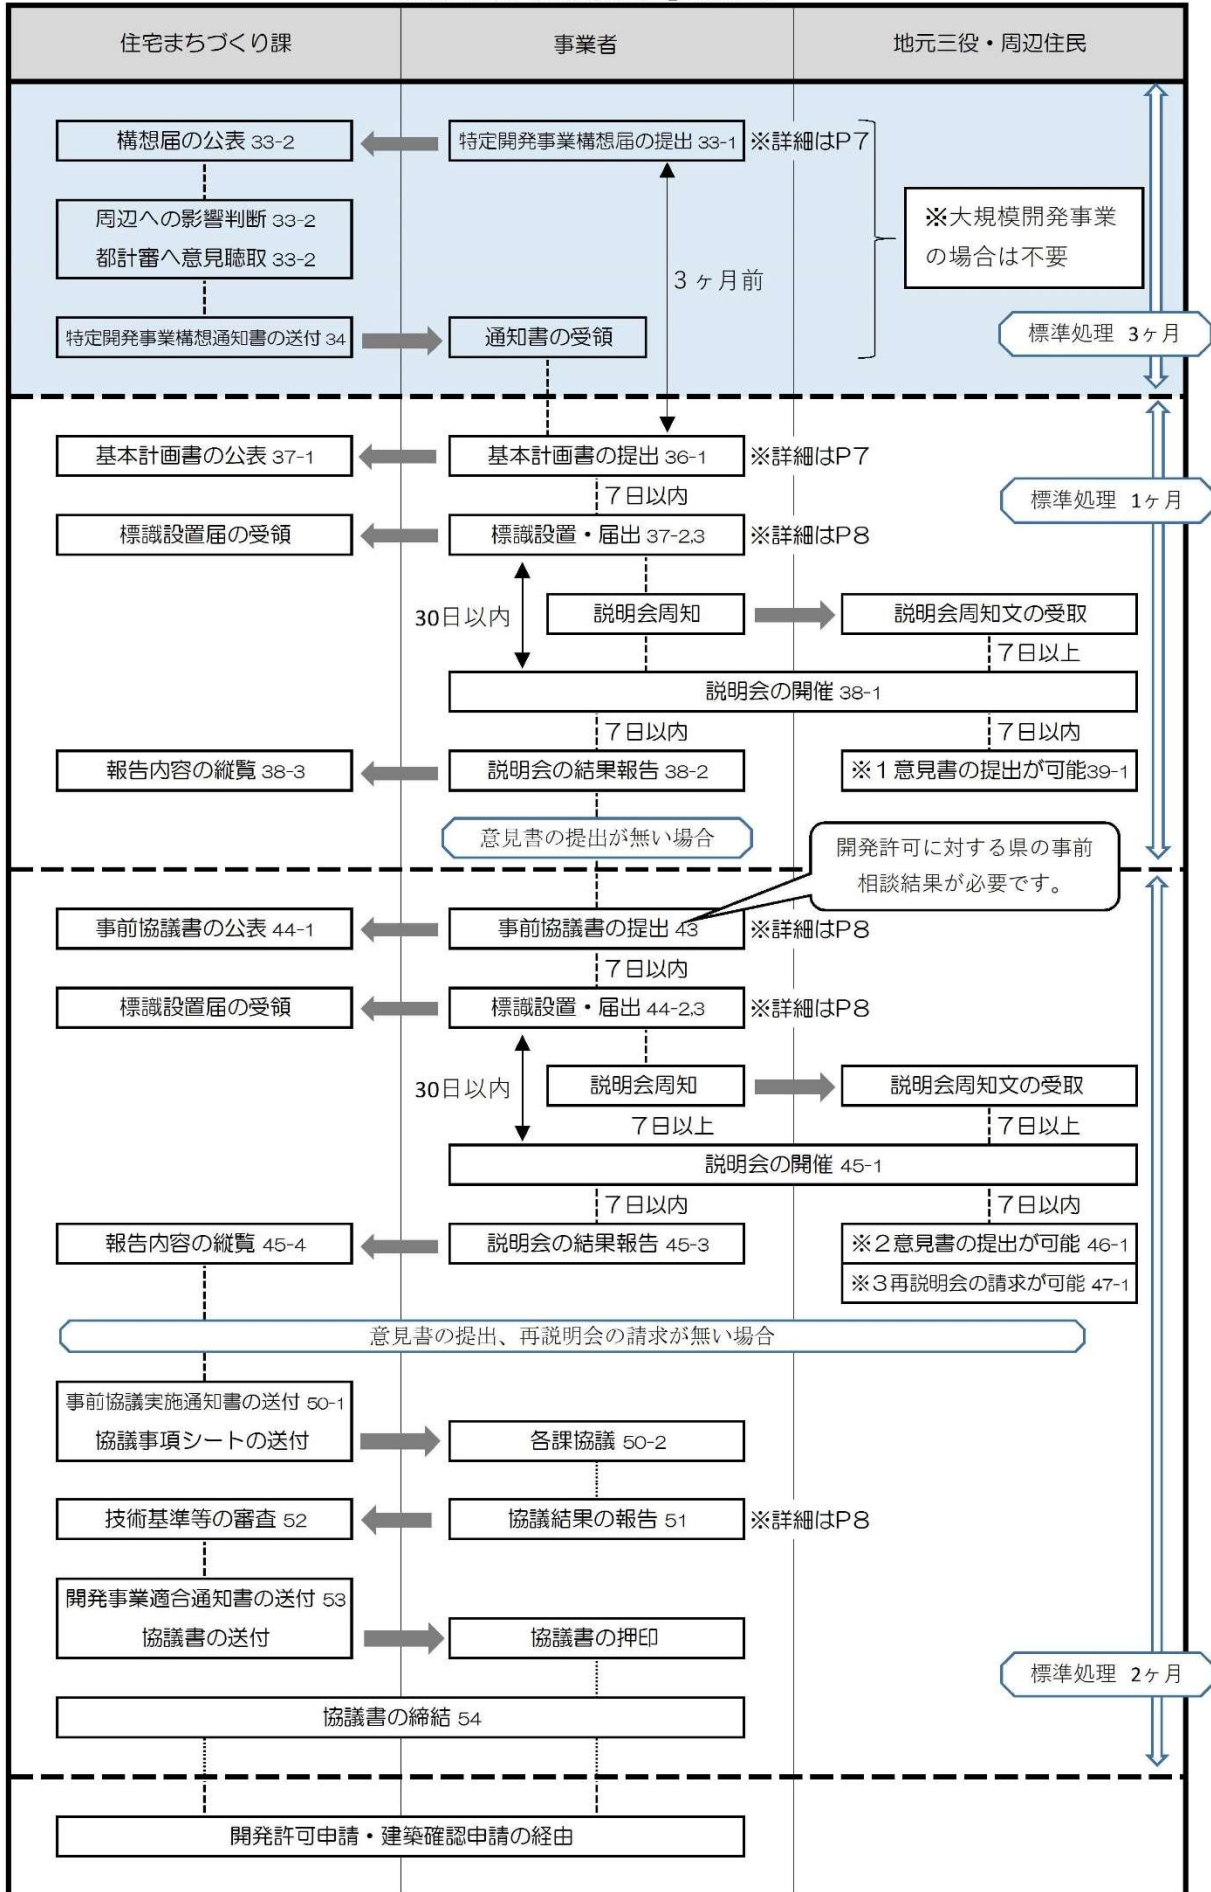 住宅まちづくり課
事業者
地元三役・周辺住民
構想届の公表 33-2
特定開発事業構想届の提出 33-1
※詳細はP7
周辺への影響判断 33-2
都計審へ意見聴取 33-2
※大規模開発事業
の場合は不要
3ヶ月前
特定開発事業構想通知書の送付 34
通知書の受領
標準処理 3ヶ月
基本計画書の公表 37-1
基本計画書の提出 36-1
※詳細はP7
7日以内
標準処理 1ヶ月
標識設置届の受領
標識設置・届出 37-2,3
※詳細はP8
30日以内
説明会周知
説明会周知文の受取
7日以上
説明会の開催 38-1
7日以内
7日以内
報告内容の縦覧 38-3
説明会の結果報告 38-2
※1意見書の提出が可能39-1
意見書の提出が無い場合
開発許可に対する県の事前
相談結果が必要です。
事前協議書の公表 44-1
事前協議書の提出 43
※詳細はP8
7日以内
標識設置届の受領
標識設置・届出 44-2,3
※詳細はP8
30日以内
説明会周知
説明会周知文の受取
7日以上
7日以上
説明会の開催 45-1
7日以内
7日以内
報告内容の縦覧 45-4
説明会の結果報告 45-3
※2意見書の提出が可能 46-1
※3再説明会の請求が可能 47-1
意見書の提出、再説明会の請求が無い場合
事前協議実施通知書の送付 50-1
協議事項シートの送付
各課協議 50-2
技術基準等の審査 52
協議結果の報告 51
※詳細はP8
開発事業適合通知書の送付 53
協議書の送付
協議書の押印
標準処理 2ヶ月
協議書の締結 54
開発許可申請・建築確認申請の経由